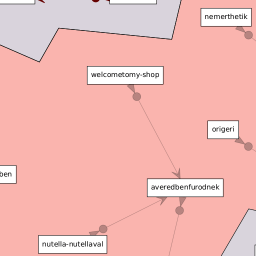 nemerthetik
welcometomy-shop
origeri
ben
averedbenfurodnek
nutella-nutellaval